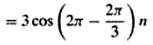 = 3 cos (2π − 2π/3) n